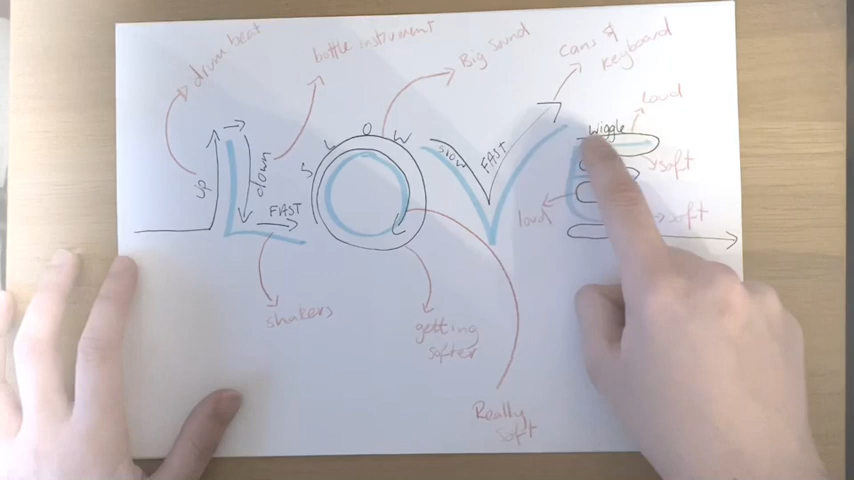 drum beat
bottle instrument
Big Sound
cans &
keyboard
loud
up
down
FAST
SLOW
slow
FAST
wiggle
soft
loud
soft
shakers
getting
softer
Really
soft
LOVE